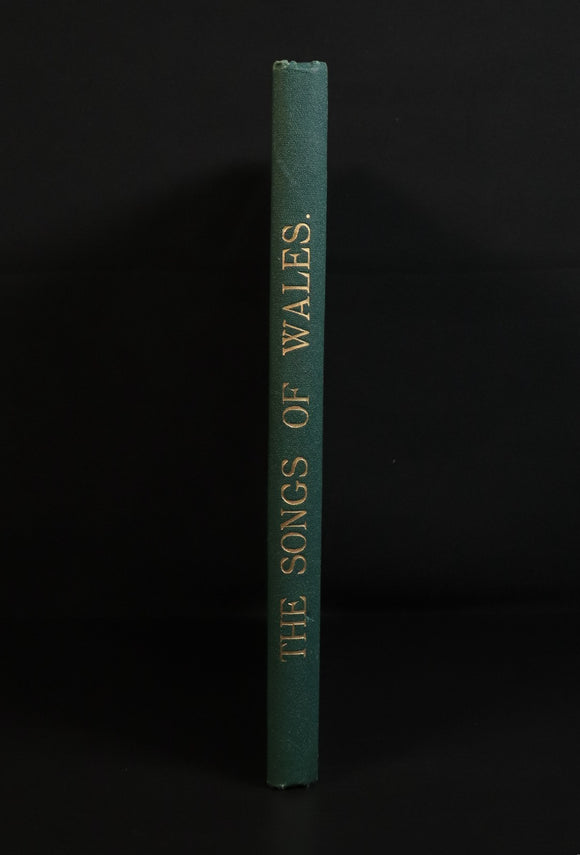 THE SONGS OF WALES.